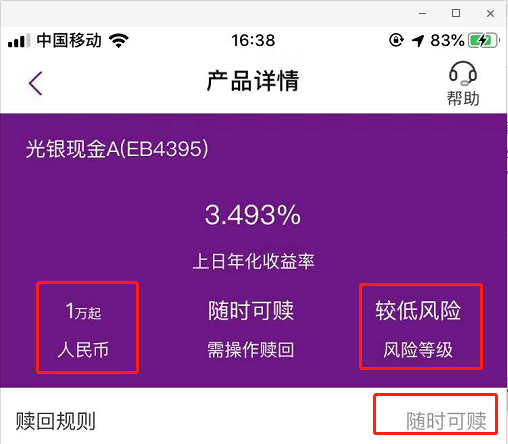 中国移动 16:38 83%
产品详情
帮助
光银现金A(EB4395)
3.493%
上日年化收益率
1万起 随时可赎 较低风险
人民币 需操作赎回 风险等级
赎回规则 随时可赎